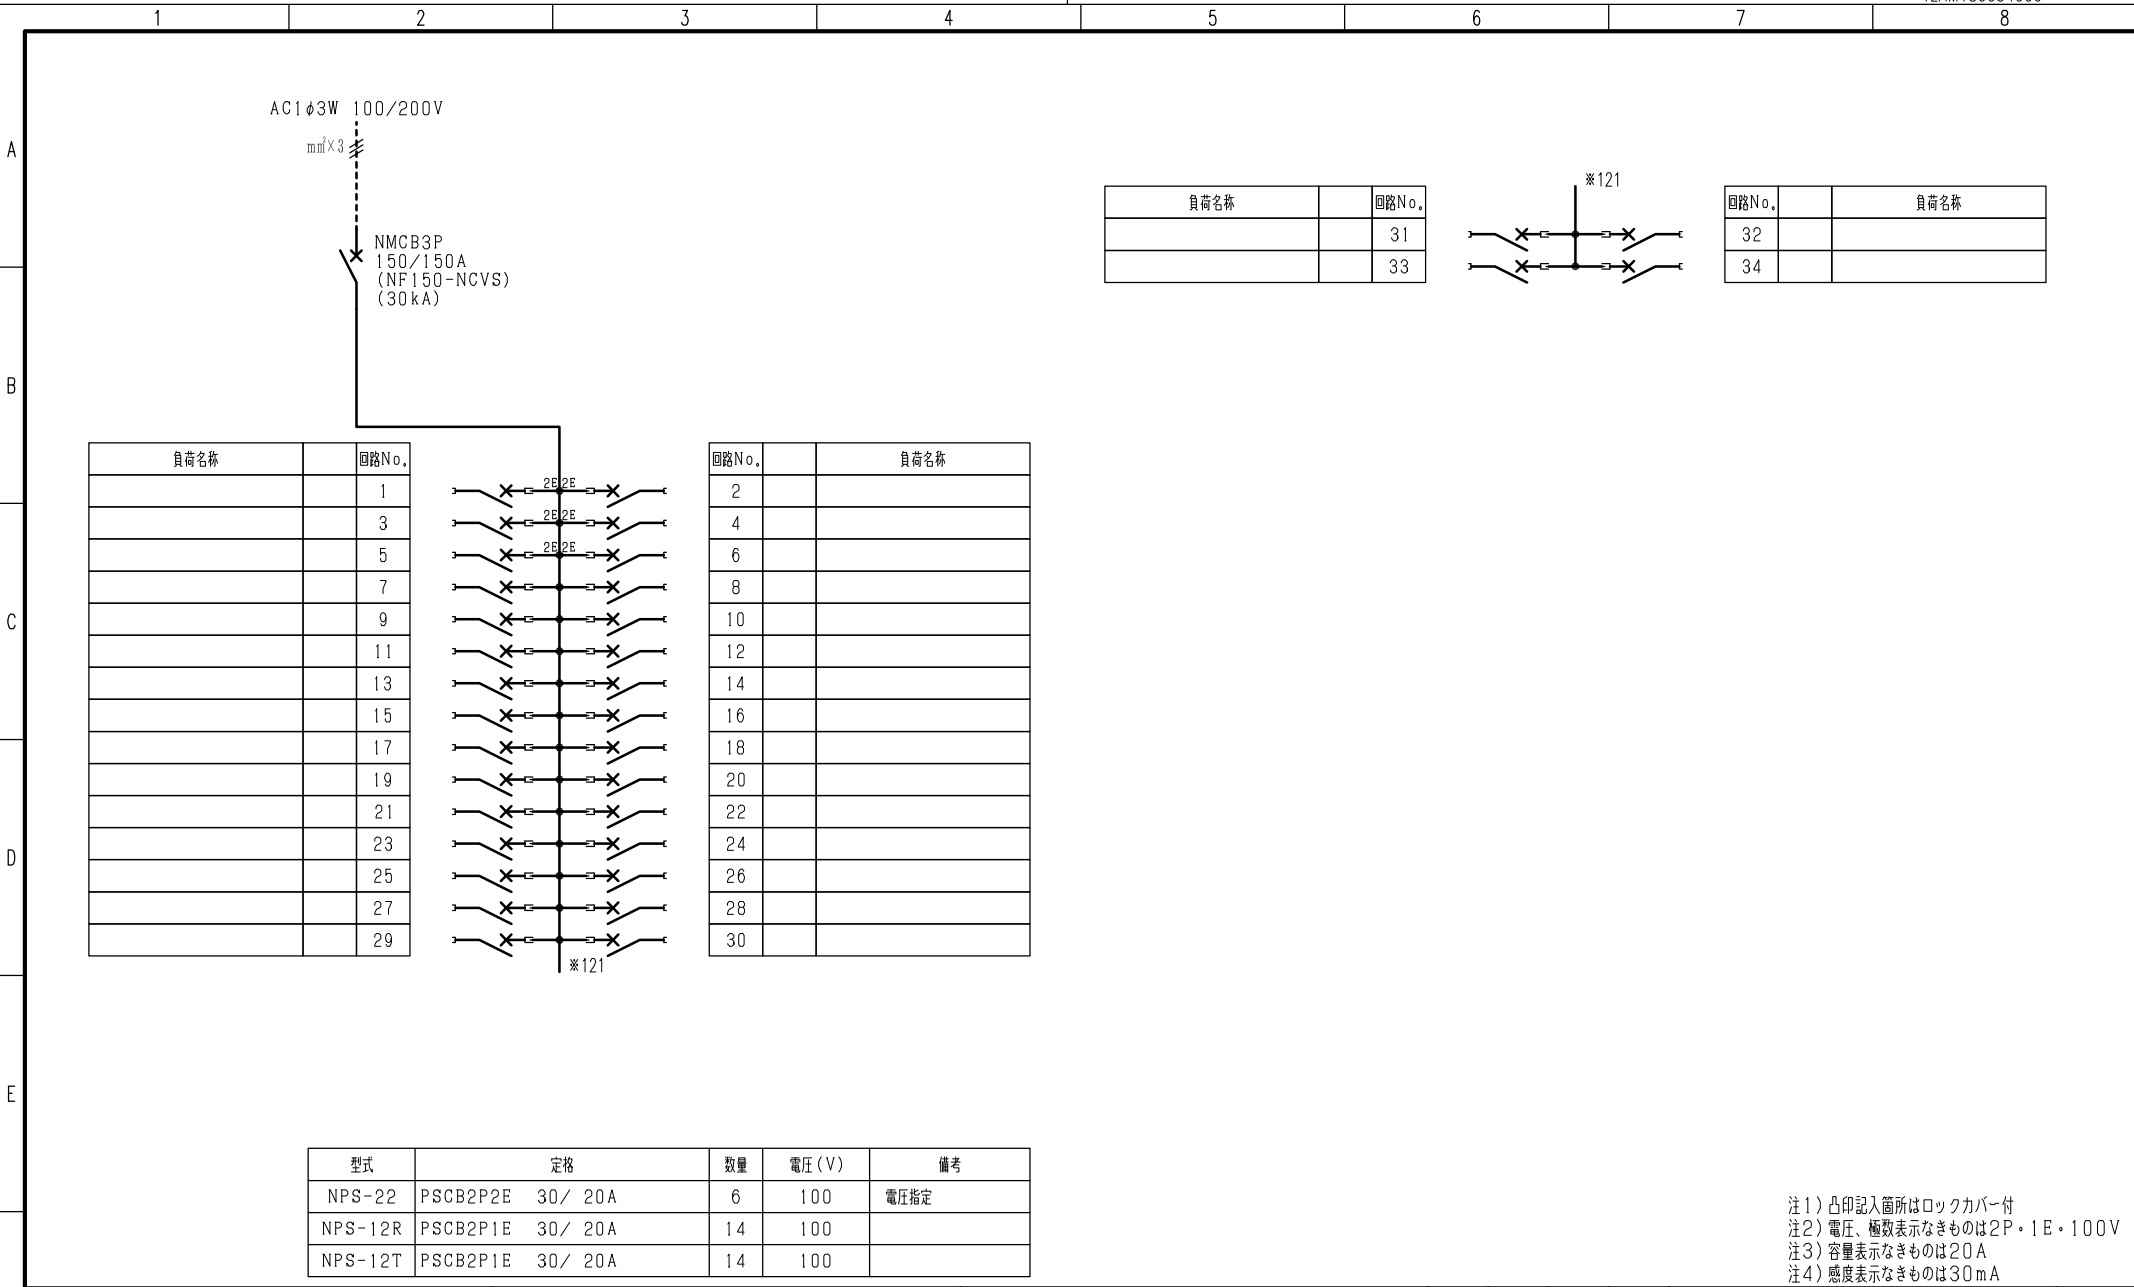 1 2 3 4 5 6 7 8
A
B
C
D
E
AC1φ3W 100/200V
mm²×3
NMCB3P
150/150A
(NF150-NCVS)
(30kA)
負荷名称 回路No.
1
3
5
7
9
11
13
15
17
19
21
23
25
27
29
2E 2E
2E 2E
2E 2E
※121
回路No. 負荷名称
2
4
6
8
10
12
14
16
18
20
22
24
26
28
30
負荷名称 回路No.
31
33
※121
回路No. 負荷名称
32
34
型式 定格 数量 電圧(V) 備考
NPS-22 PSCB2P2E 30/ 20A 6 100 電圧指定
NPS-12R PSCB2P1E 30/ 20A 14 100
NPS-12T PSCB2P1E 30/ 20A 14 100
注1)凸印記入箇所はロックカバー付
注2)電圧、極数表示なきものは2P・1E・100V
注3)容量表示なきものは20A
注4)感度表示なきものは30mA